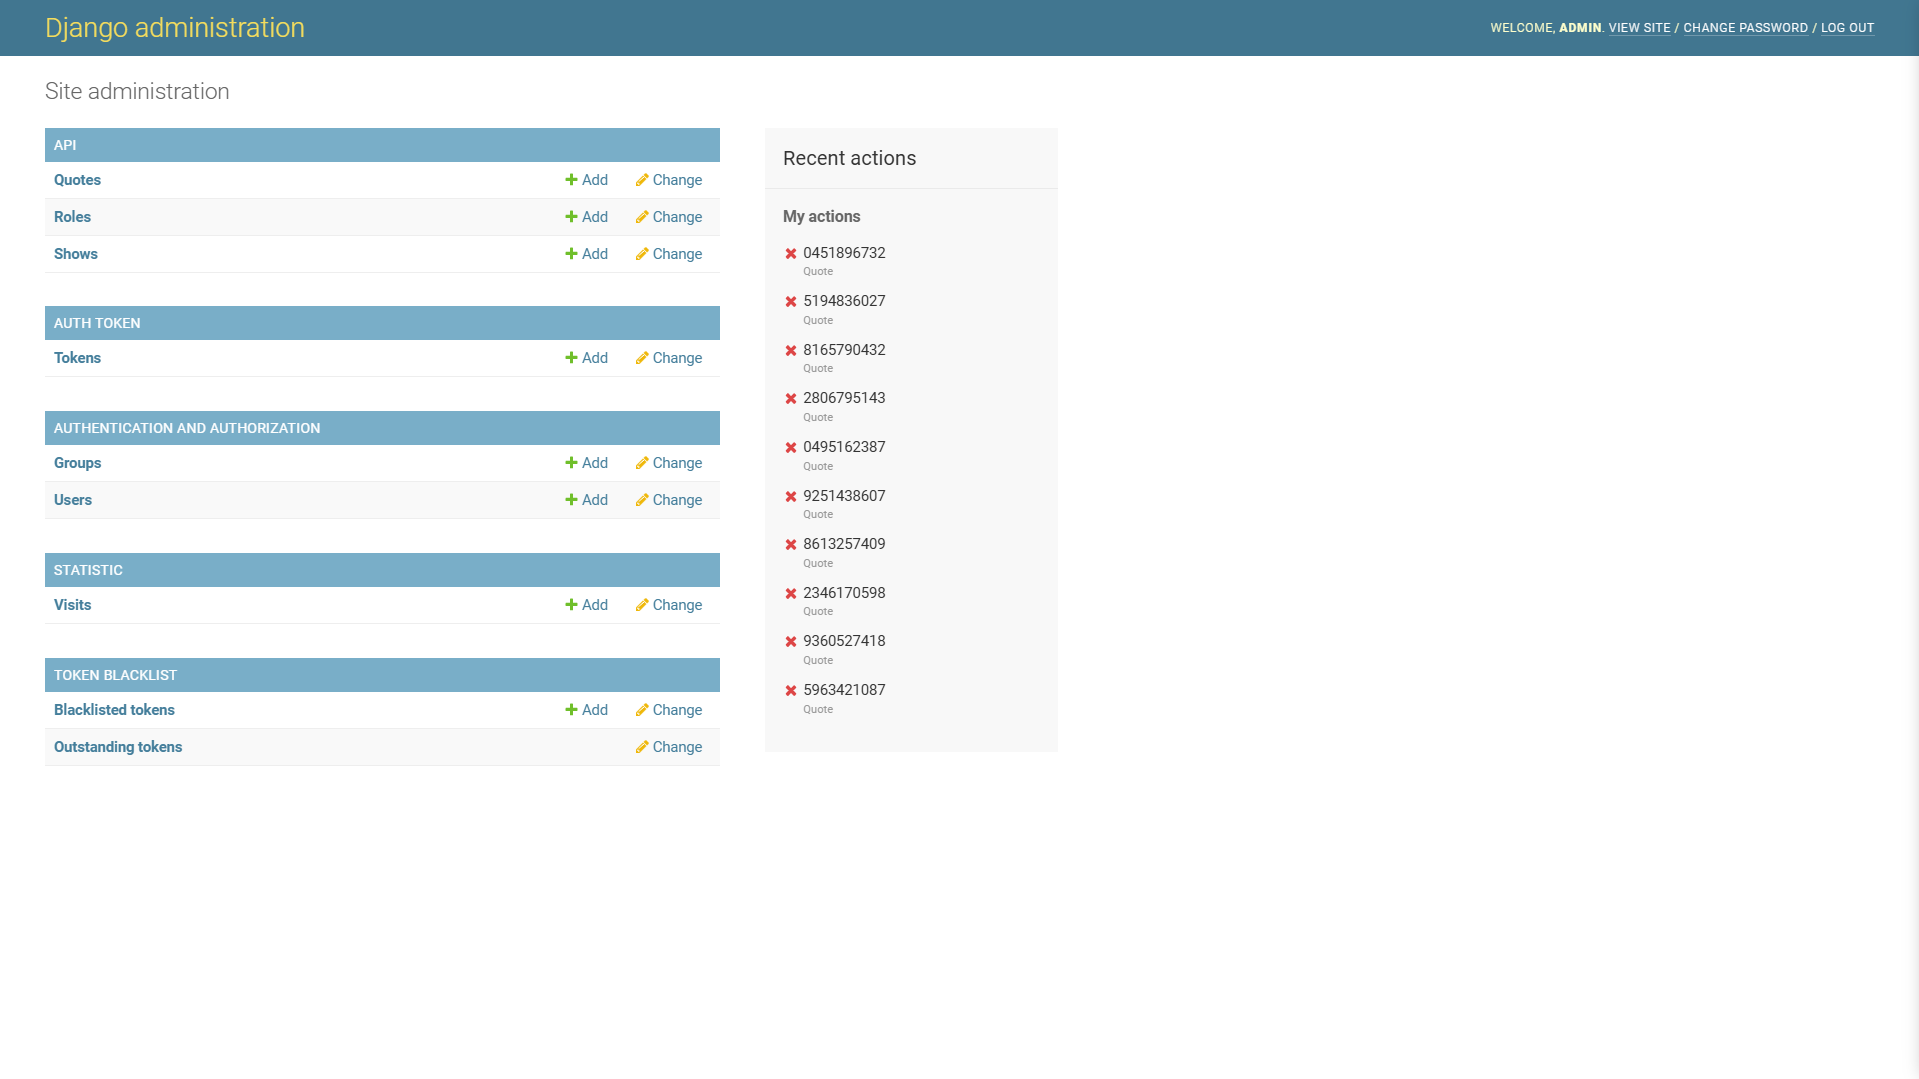 Django administration
WELCOME, ADMIN. VIEW SITE / CHANGE PASSWORD / LOG OUT
Site administration
API
Quotes Add Change
Roles Add Change
Shows Add Change
AUTH TOKEN
Tokens Add Change
AUTHENTICATION AND AUTHORIZATION
Groups Add Change
Users Add Change
STATISTIC
Visits Add Change
TOKEN BLACKLIST
Blacklisted tokens Add Change
Outstanding tokens Change
Recent actions
My actions
0451896732
Quote
5194836027
Quote
8165790432
Quote
2806795143
Quote
0495162387
Quote
9251438607
Quote
8613257409
Quote
2346170598
Quote
9360527418
Quote
5963421087
Quote